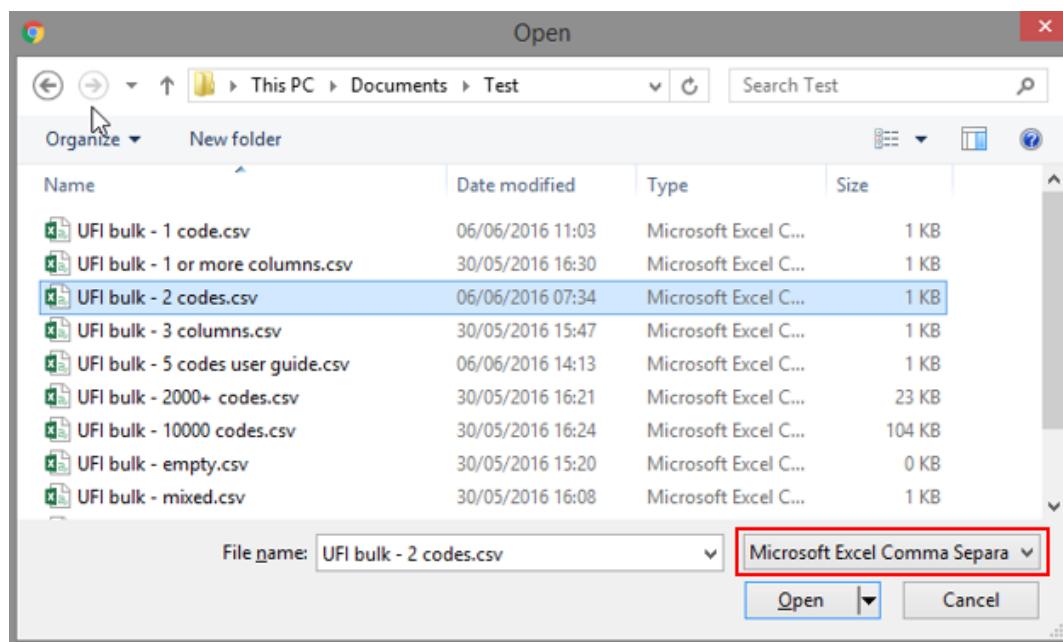 Open
This PC Documents Test Search Test
Organize New folder
Name Date modified Type Size
UFI bulk - 1 code.csv 06/06/2016 11:03 Microsoft Excel C... 1 KB
UFI bulk - 1 or more columns.csv 30/05/2016 16:30 Microsoft Excel C... 1 KB
UFI bulk - 2 codes.csv 06/06/2016 07:34 Microsoft Excel C... 1 KB
UFI bulk - 3 columns.csv 30/05/2016 15:47 Microsoft Excel C... 1 KB
UFI bulk - 5 codes user guide.csv 06/06/2016 14:13 Microsoft Excel C... 1 KB
UFI bulk - 2000+ codes.csv 30/05/2016 16:21 Microsoft Excel C... 23 KB
UFI bulk - 10000 codes.csv 30/05/2016 16:24 Microsoft Excel C... 104 KB
UFI bulk - empty.csv 30/05/2016 15:20 Microsoft Excel C... 0 KB
UFI bulk - mixed.csv 30/05/2016 16:08 Microsoft Excel C... 1 KB
File name: UFI bulk - 2 codes.csv Microsoft Excel Comma Separa
Open Cancel